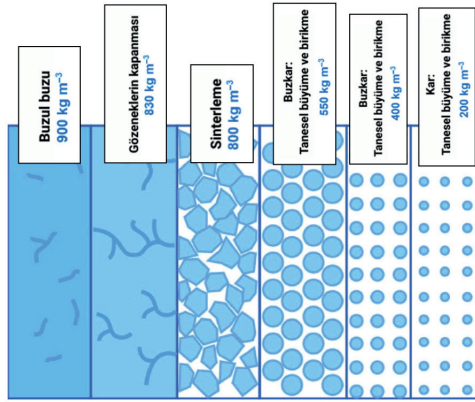 Buzul buzu
900 kg m⁻³
Gözeneklerin kapanması
830 kg m⁻³
Sinterleme
800 kg m⁻³
Buzkar:
Tanesel büyüme ve birikme
550 kg m⁻³
Buzkar:
Tanesel büyüme ve birikme
400 kg m⁻³
Kar:
Tanesel büyüme ve birikme
200 kg m⁻³